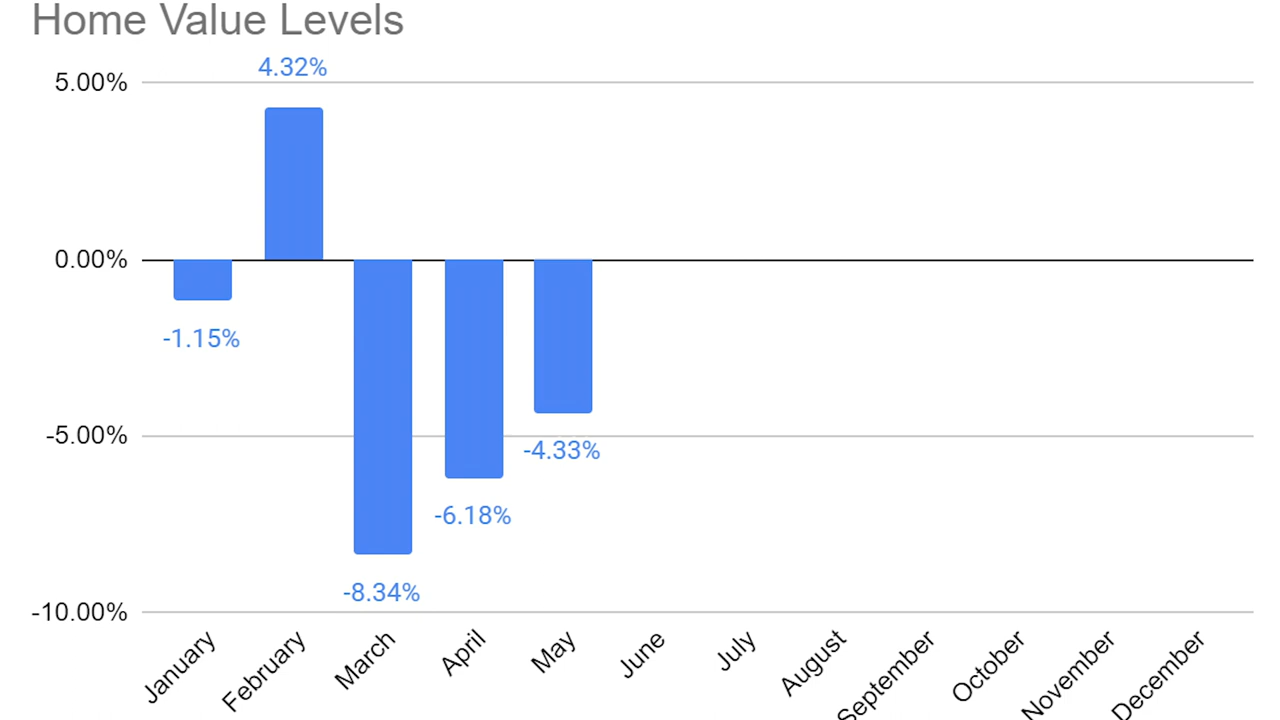 Home Value Levels
4.32%
5.00%
0.00%
-1.15%
-5.00%
-4.33%
-6.18%
-8.34%
-10.00%
January
February
March
April
May
June
July
August
September
October
November
December